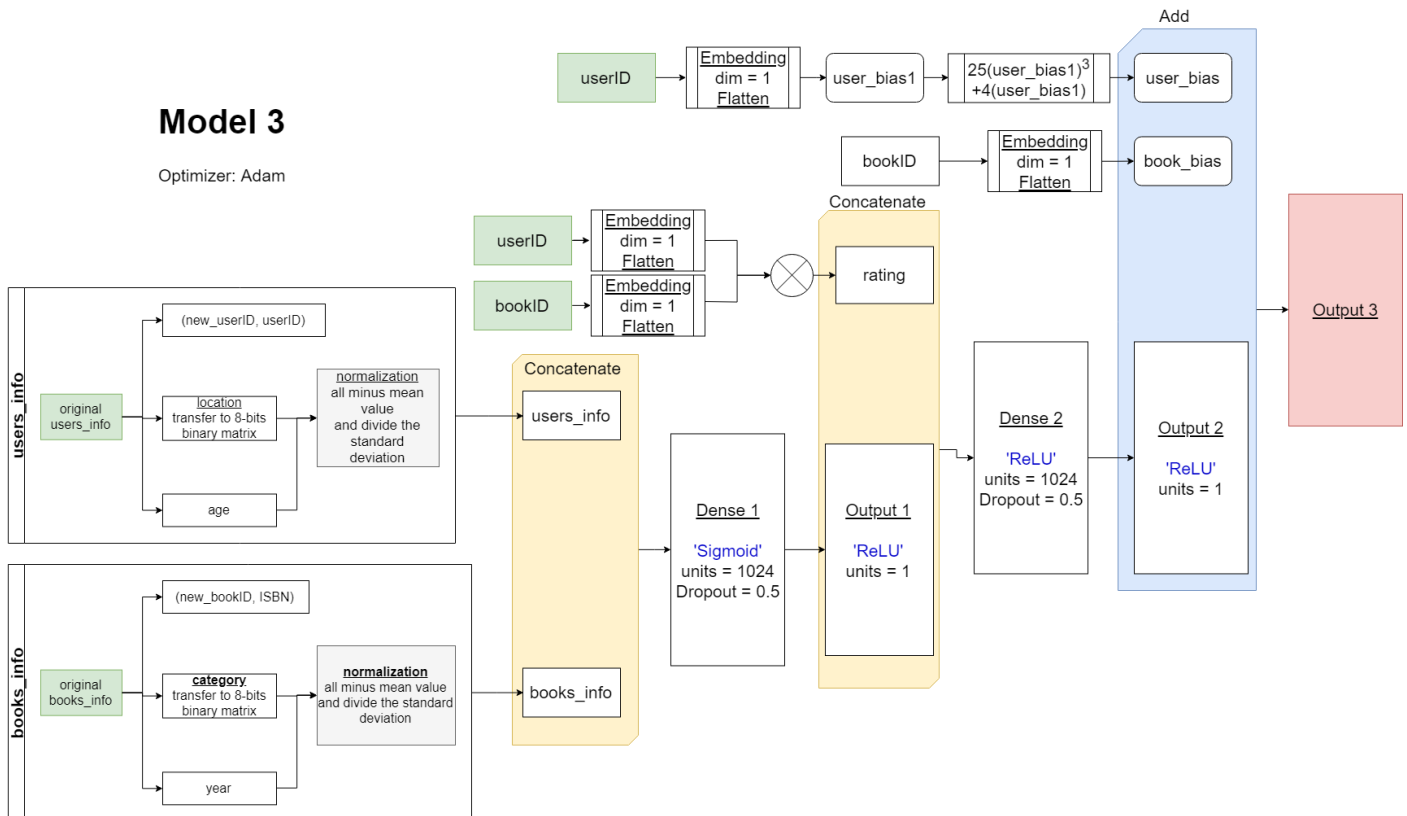 Add
userID
Embedding
dim = 1
Flatten
user_bias1
25(user_bias1)³
+4(user_bias1)
user_bias
Model 3
Optimizer: Adam
bookID
Embedding
dim = 1
Flatten
book_bias
Concatenate
userID
Embedding
dim = 1
Flatten
rating
bookID
Embedding
dim = 1
Flatten
Output 3
users_info
(new_userID, userID)
original
users_info
location
transfer to 8-bits
binary matrix
age
normalization
all minus mean
value
and divide the
standard
deviation
Concatenate
users_info
books_info
Dense 1
'Sigmoid'
units = 1024
Dropout = 0.5
Output 1
'ReLU'
units = 1
Dense 2
'ReLU'
units = 1024
Dropout = 0.5
Output 2
'ReLU'
units = 1
books_info
(new_bookID, ISBN)
original
books_info
category
transfer to 8-bits
binary matrix
year
normalization
all minus mean value
and divide the standard
deviation